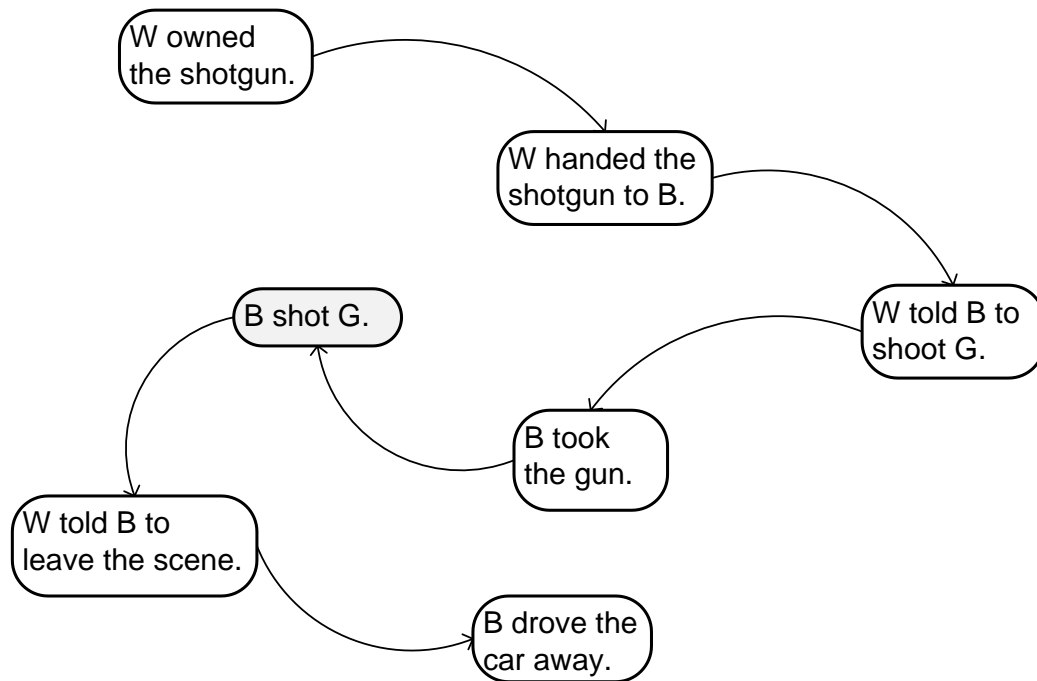 W owned
the shotgun.
W handed the
shotgun to B.
W told B to
shoot G.
B took
the gun.
B shot G.
W told B to
leave the scene.
B drove the
car away.